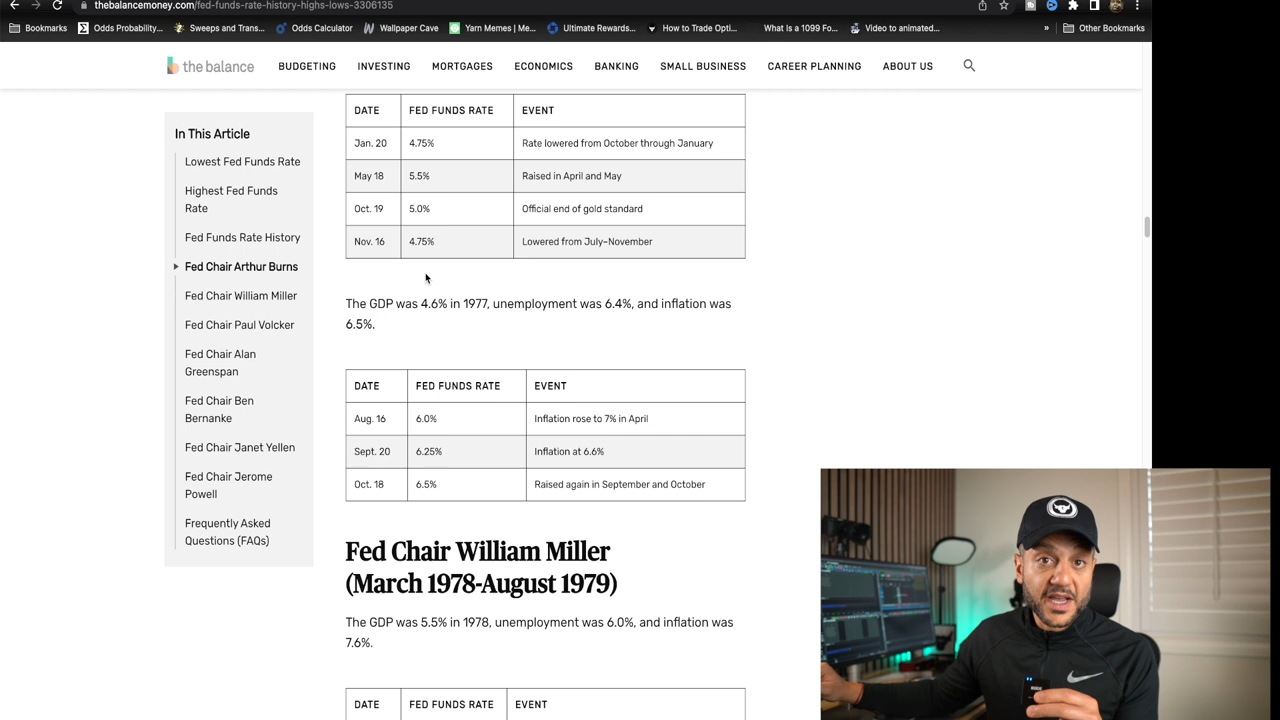 thebalancemoney.com/fed-funds-rate-history-highs-lows-3306135
Bookmarks
Odds Probability...
Sweeps and Trans...
Odds Calculator
Wallpaper Cave
Yarn Memes | Me...
Ultimate Rewards...
How to Trade Opti...
What Is a 1099 Fo...
Video to animated...
»
Other Bookmarks
the balance
BUDGETING
INVESTING
MORTGAGES
ECONOMICS
BANKING
SMALL BUSINESS
CAREER PLANNING
ABOUT US
In This Article
Lowest Fed Funds Rate
Highest Fed Funds
Rate
Fed Funds Rate History
Fed Chair Arthur Burns
Fed Chair William Miller
Fed Chair Paul Volcker
Fed Chair Alan
Greenspan
Fed Chair Ben
Bernanke
Fed Chair Janet Yellen
Fed Chair Jerome
Powell
Frequently Asked
Questions (FAQs)
DATE FED FUNDS RATE EVENT
Jan. 20 4.75% Rate lowered from October through January
May 18 5.5% Raised in April and May
Oct. 19 5.0% Official end of gold standard
Nov. 16 4.75% Lowered from July–November
The GDP was 4.6% in 1977, unemployment was 6.4%, and inflation was
6.5%.
DATE FED FUNDS RATE EVENT
Aug. 16 6.0% Inflation rose to 7% in April
Sept. 20 6.25% Inflation at 6.6%
Oct. 18 6.5% Raised again in September and October
Fed Chair William Miller
(March 1978-August 1979)
The GDP was 5.5% in 1978, unemployment was 6.0%, and inflation was
7.6%.
DATE FED FUNDS RATE EVENT